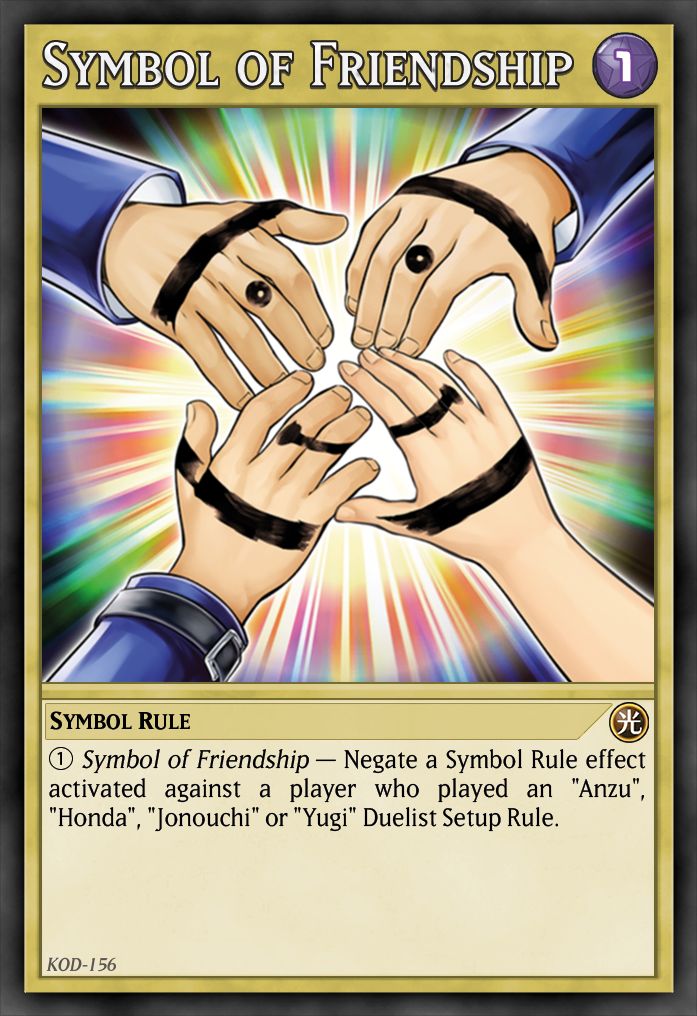 SYMBOL OF FRIENDSHIP 1
SYMBOL RULE 光
① Symbol of Friendship — Negate a Symbol Rule effect
activated against a player who played an "Anzu",
"Honda", "Jonouchi" or "Yugi" Duelist Setup Rule.
KOD-156